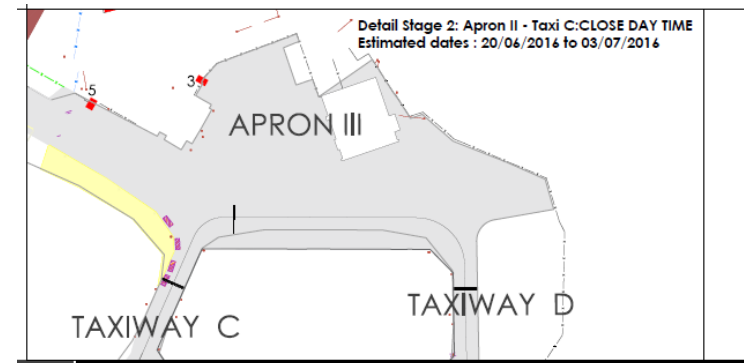 Detail Stage 2: Apron II - Taxi C:CLOSE DAY TIME
Estimated dates : 20/06/2016 to 03/07/2016
3
5
APRON III
TAXIWAY C
TAXIWAY D